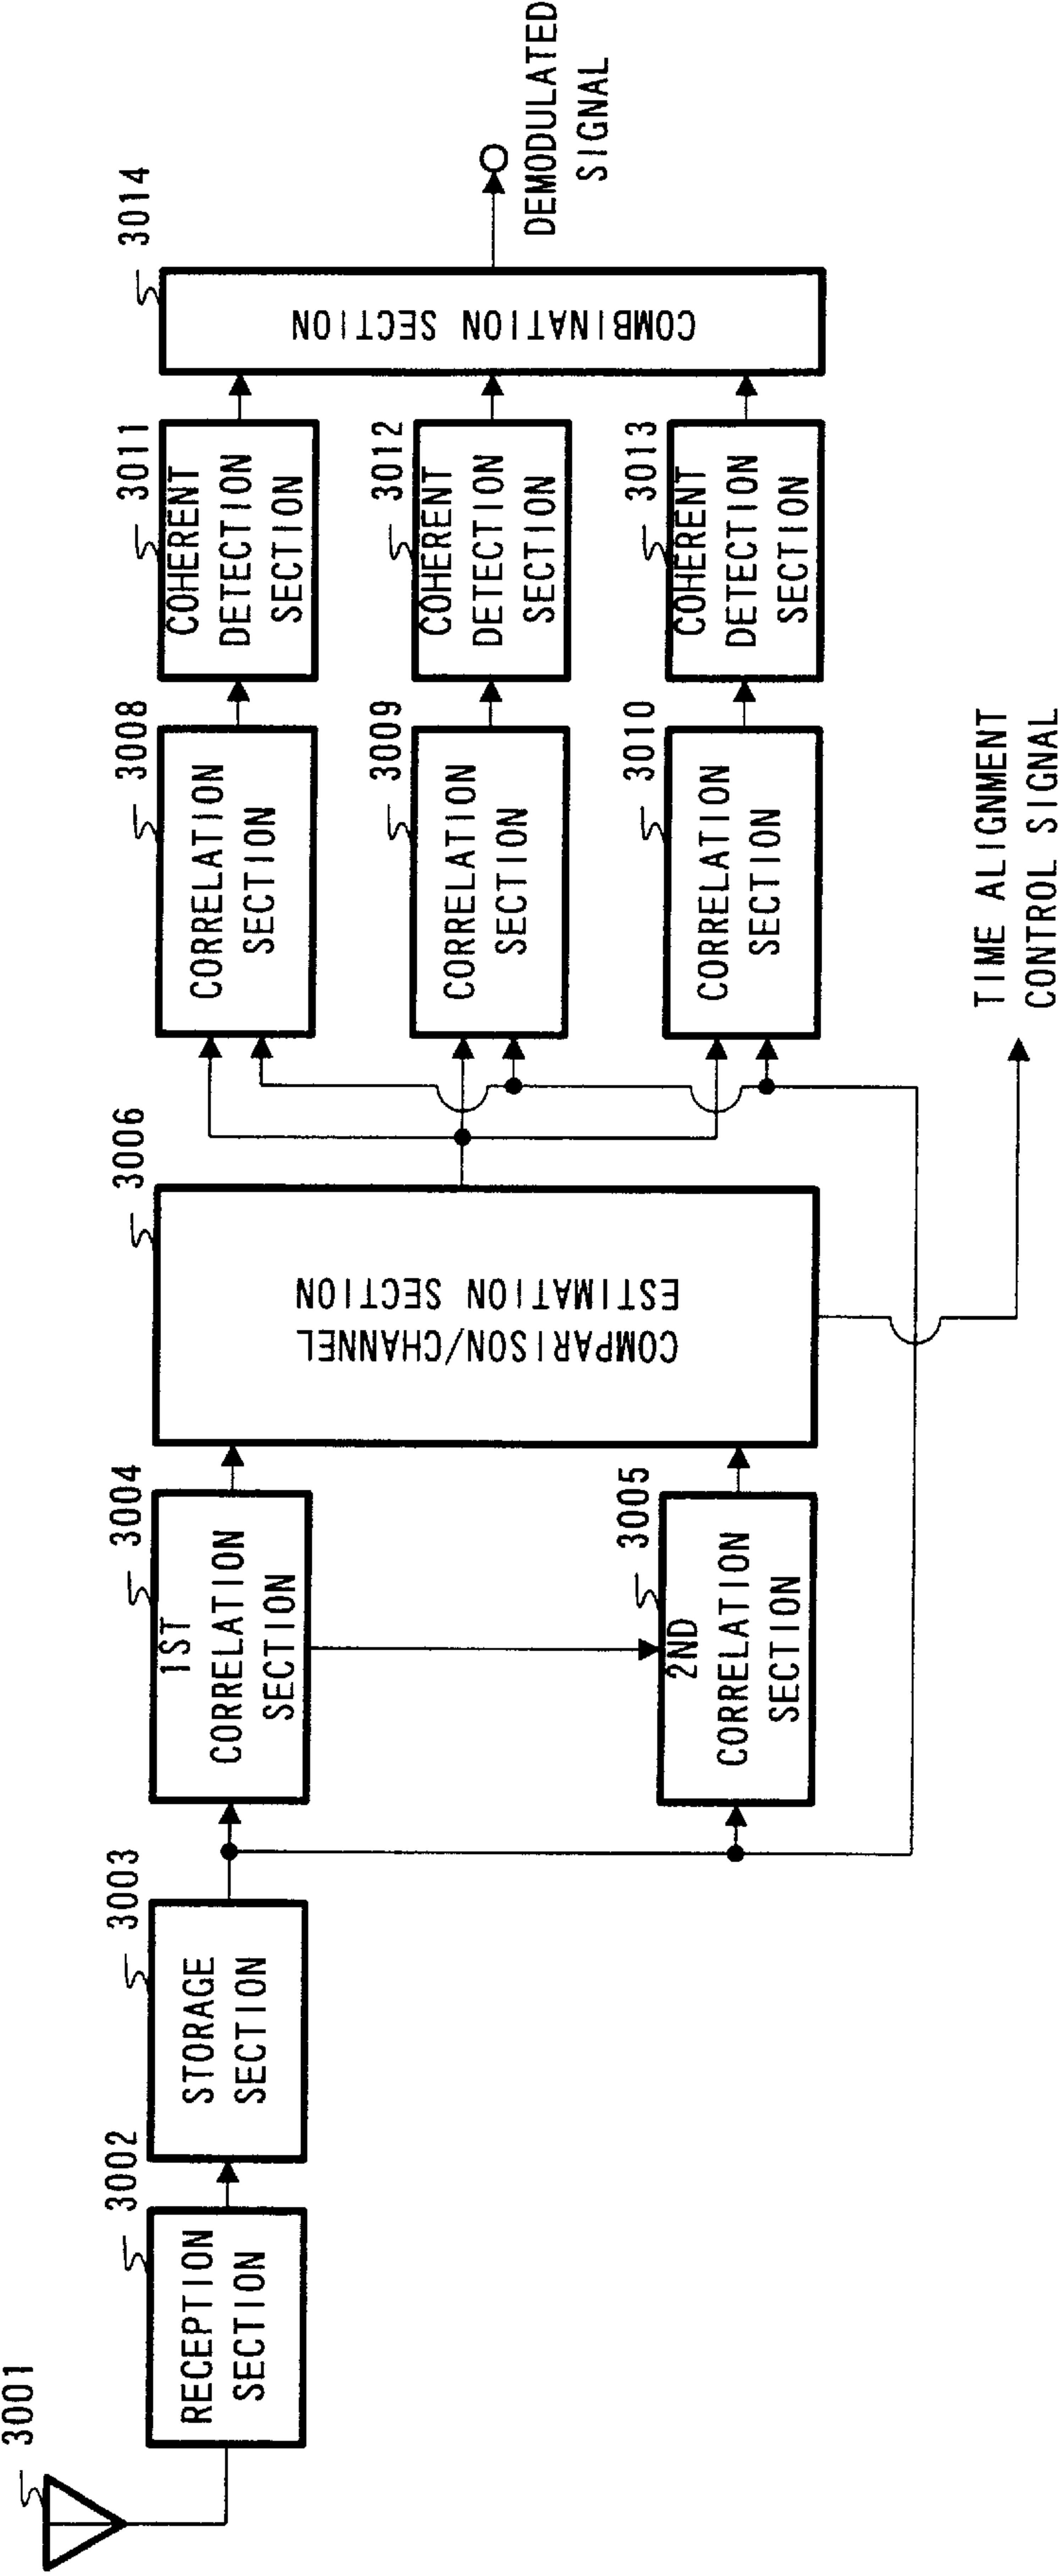 3001
3002
RECEPTION
SECTION
3003
STORAGE
SECTION
3004
1ST
CORRELATION
SECTION
3005
2ND
CORRELATION
SECTION
3006
COMPARISON/CHANNEL
ESTIMATION SECTION
TIME ALIGNMENT
CONTROL SIGNAL
3008
CORRELATION
SECTION
3009
CORRELATION
SECTION
3010
CORRELATION
SECTION
3011
COHERENT
DETECTION
SECTION
3012
COHERENT
DETECTION
SECTION
3013
COHERENT
DETECTION
SECTION
3014
COMBINATION SECTION
DEMODULATED
SIGNAL